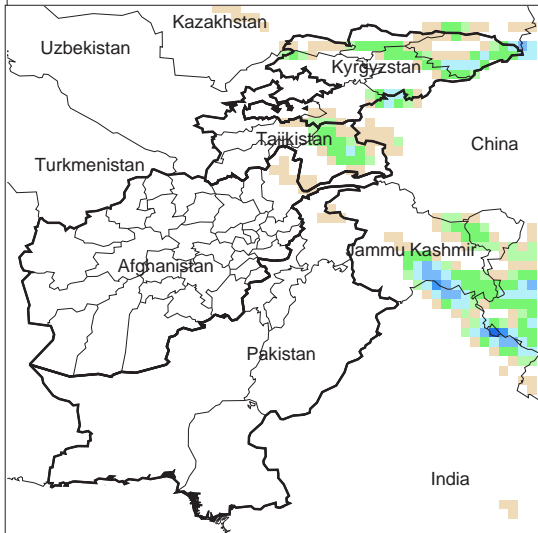 Kazakhstan
Uzbekistan
Kyrgyzstan
Tajikistan
China
Turkmenistan
Jammu Kashmir
Afghanistan
Pakistan
India